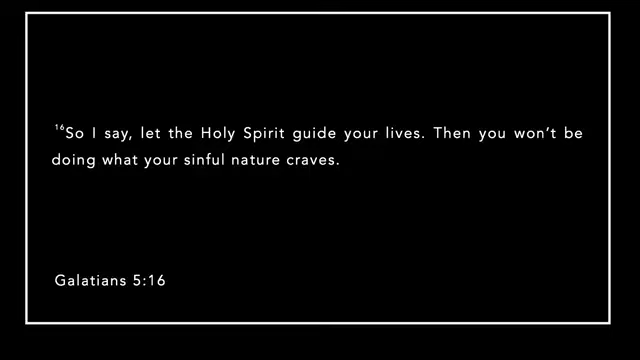 ¹⁶So I say, let the Holy Spirit guide your lives. Then you won’t be
doing what your sinful nature craves.
Galatians 5:16